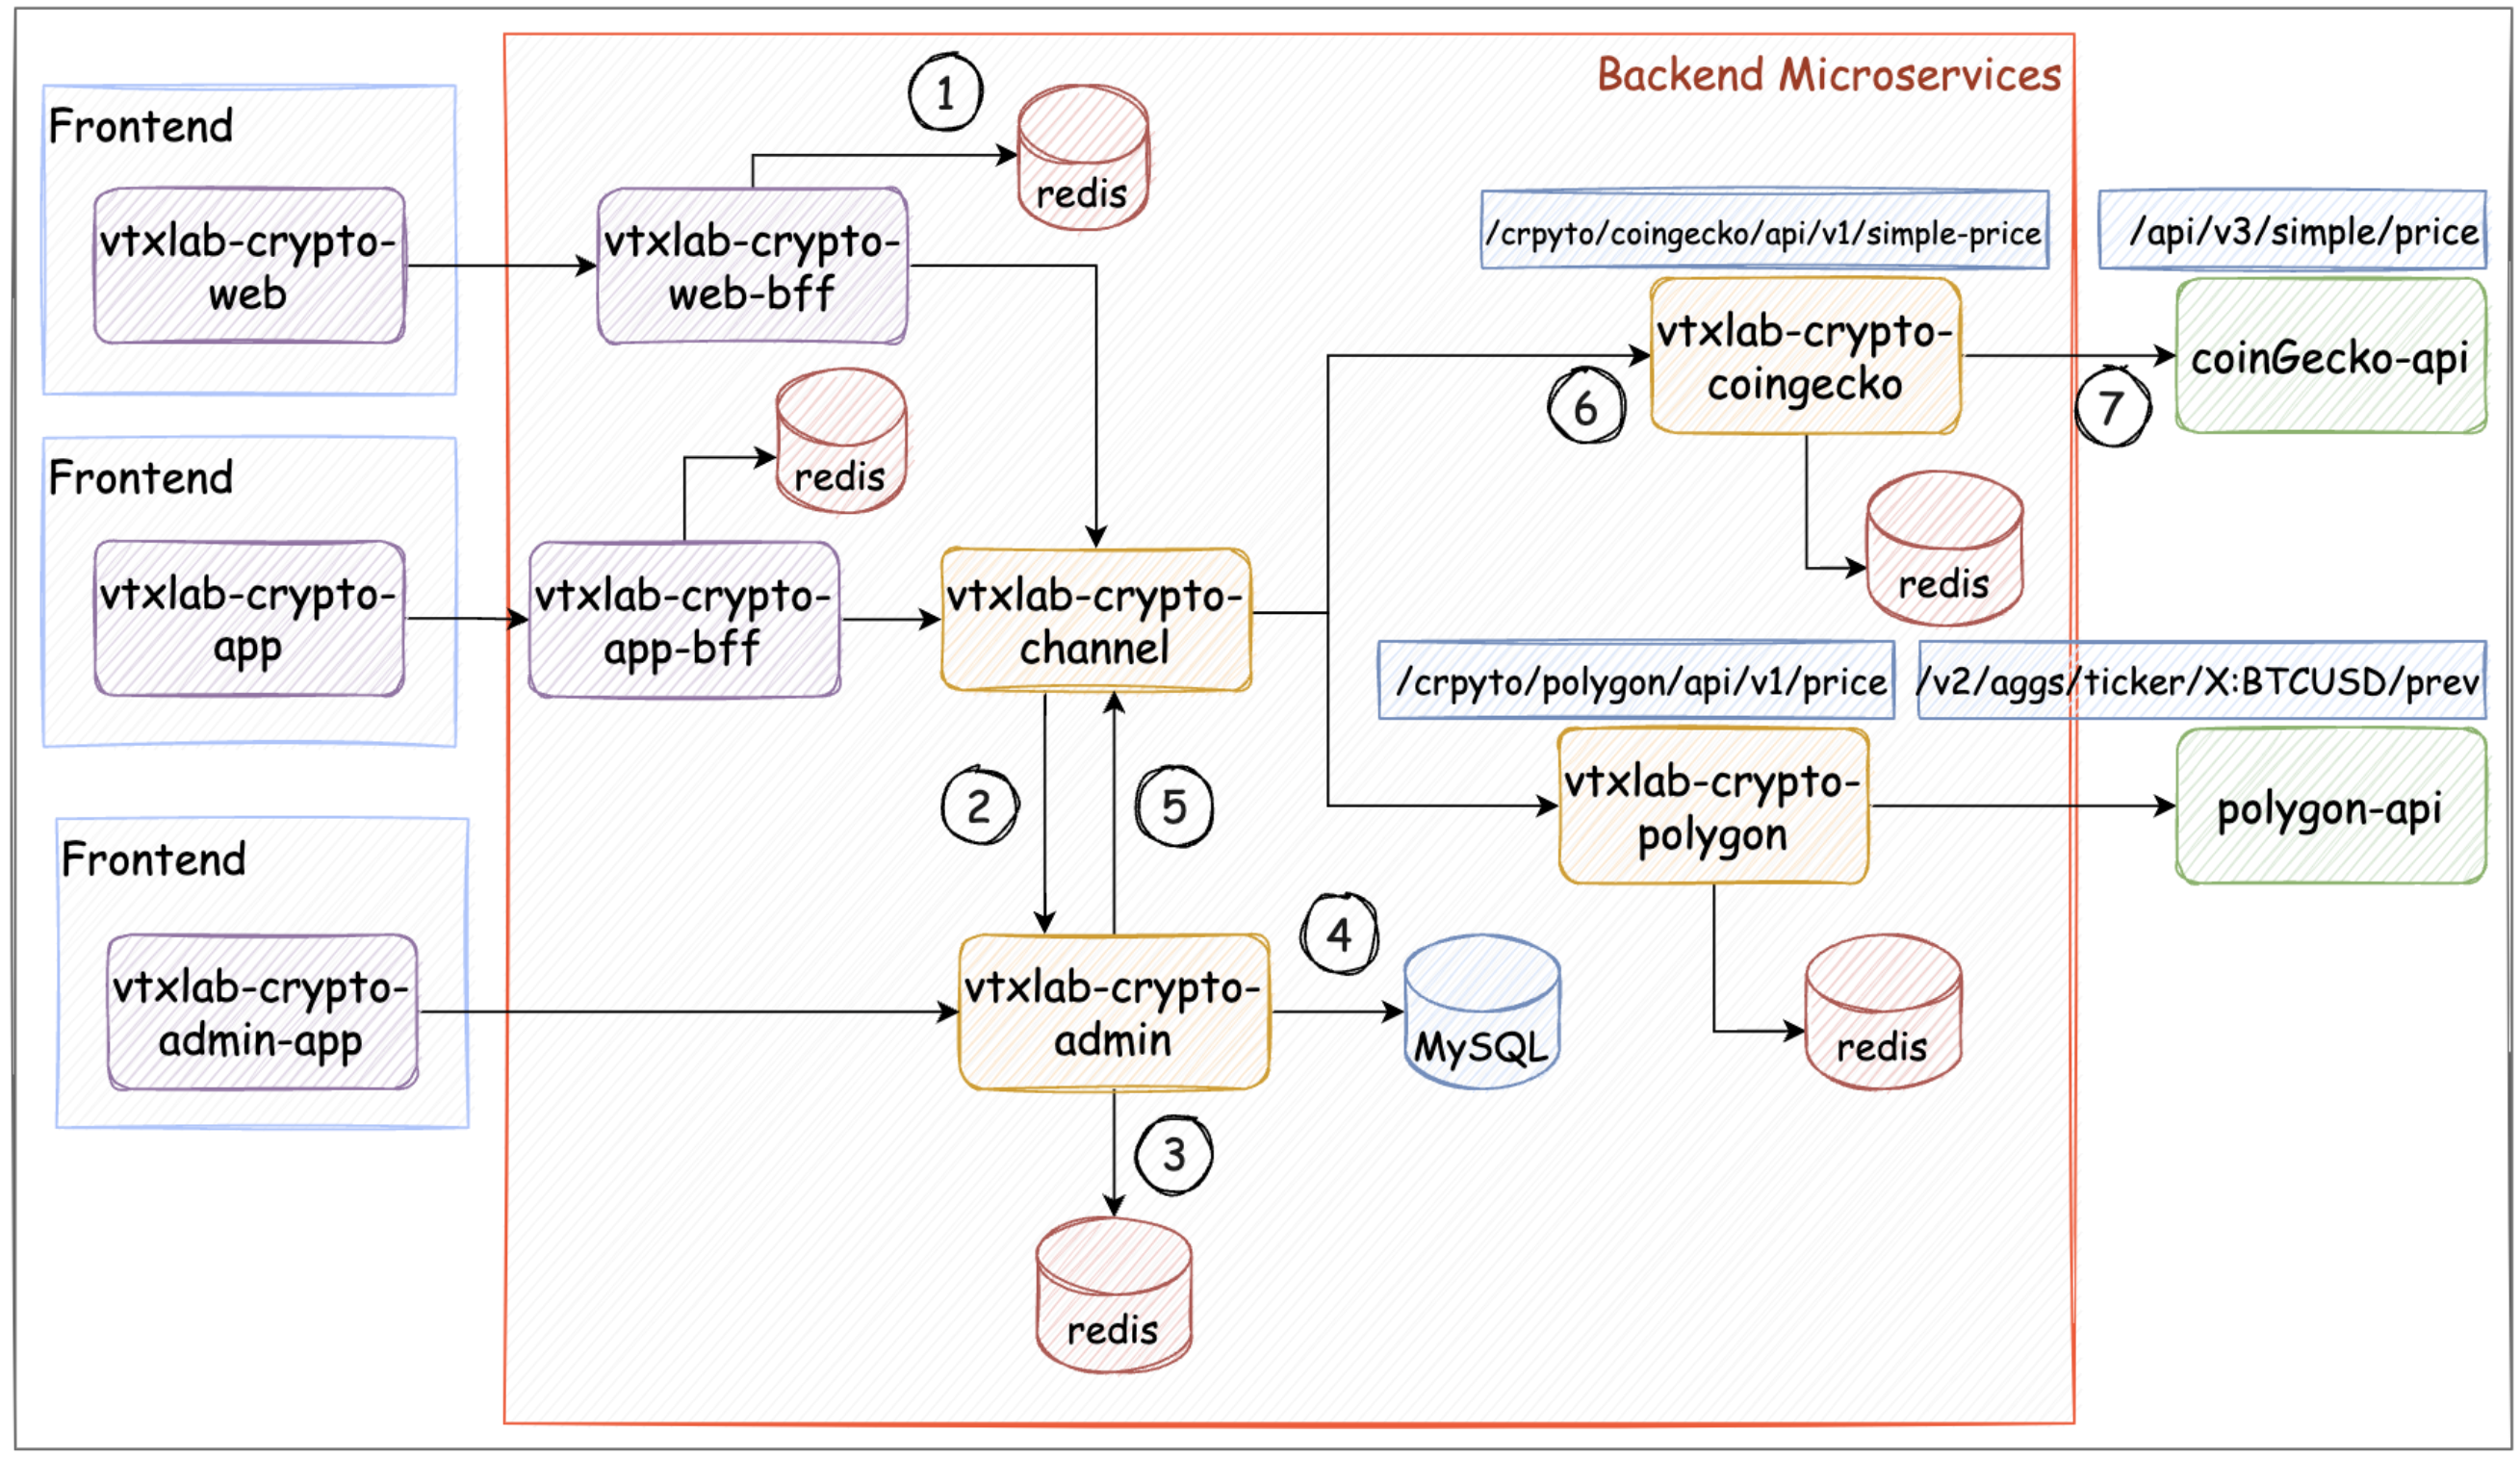 Backend Microservices
Frontend
vtxlab-crypto-
web
vtxlab-crypto-
web-bff
1
redis
/crpyto/coingecko/api/v1/simple-price
/api/v3/simple/price
vtxlab-crypto-
coingecko
6
7
coinGecko-api
redis
Frontend
vtxlab-crypto-
app
redis
vtxlab-crypto-
app-bff
vtxlab-crypto-
channel
/crpyto/polygon/api/v1/price
/v2/aggs/ticker/X:BTCUSD/prev
vtxlab-crypto-
polygon
polygon-api
redis
2
5
Frontend
vtxlab-crypto-
admin-app
vtxlab-crypto-
admin
4
MySQL
3
redis